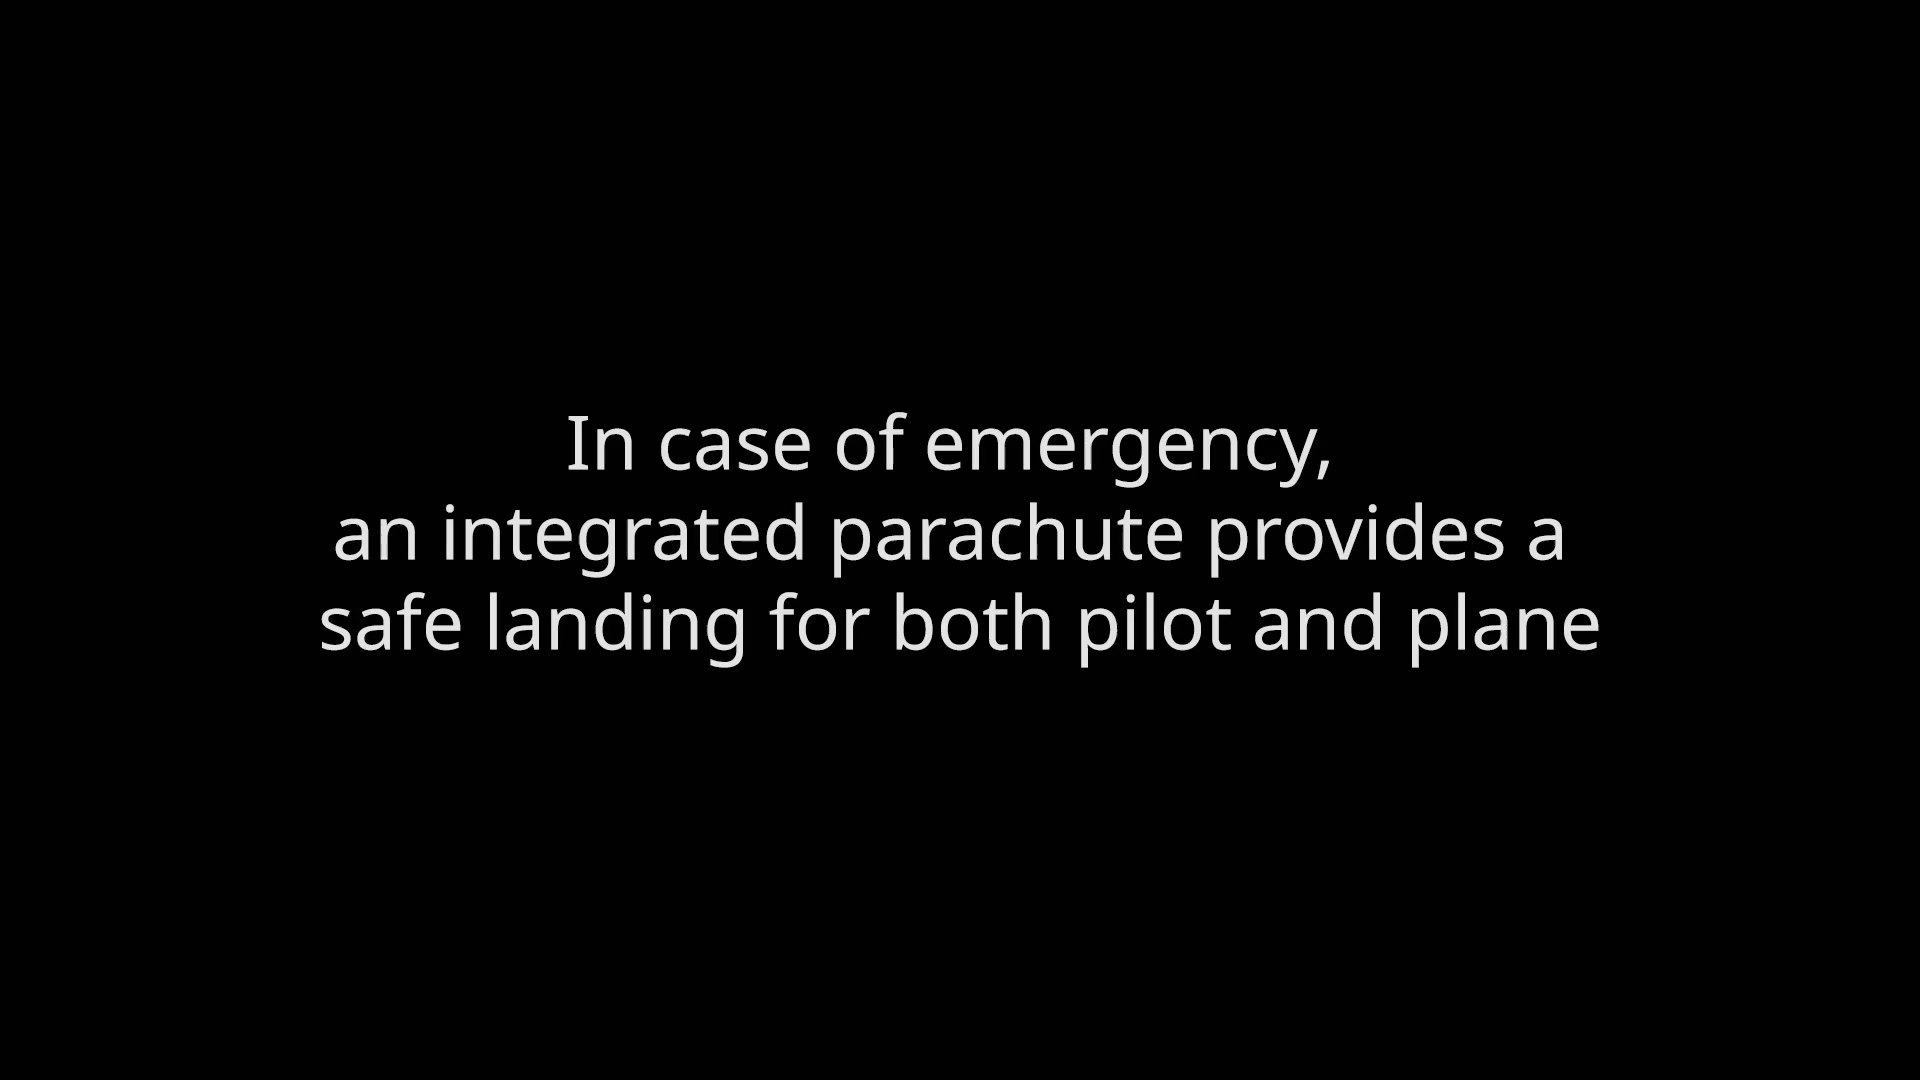 In case of emergency,
an integrated parachute provides a
safe landing for both pilot and plane